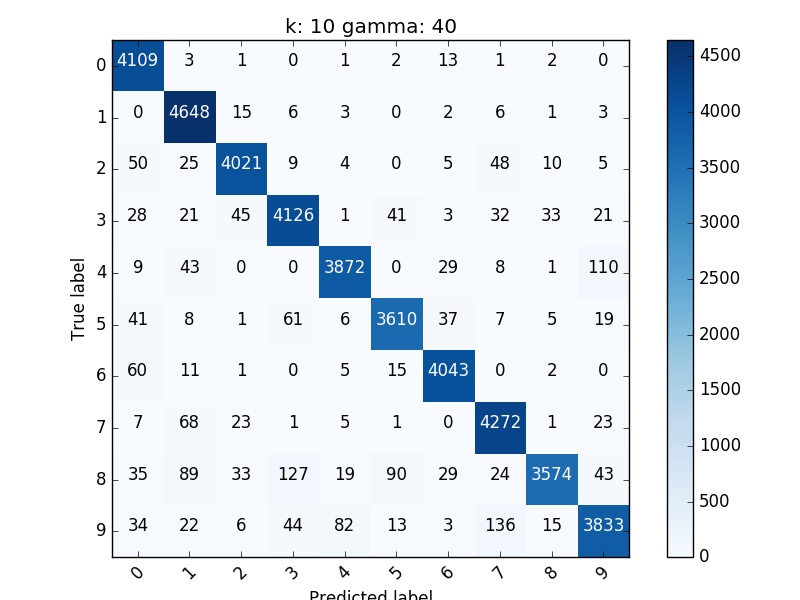 k: 10 gamma: 40
0 4109 3 1 0 1 2 13 1 2 0
1 0 4648 15 6 3 0 2 6 1 3
2 50 25 4021 9 4 0 5 48 10 5
3 28 21 45 4126 1 41 3 32 33 21
4 9 43 0 0 3872 0 29 8 1 110
5 41 8 1 61 6 3610 37 7 5 19
6 60 11 1 0 5 15 4043 0 2 0
7 7 68 23 1 5 1 0 4272 1 23
8 35 89 33 127 19 90 29 24 3574 43
9 34 22 6 44 82 13 3 136 15 3833
0 1 2 3 4 5 6 7 8 9
True label
Predicted label
4500
4000
3500
3000
2500
2000
1500
1000
500
0